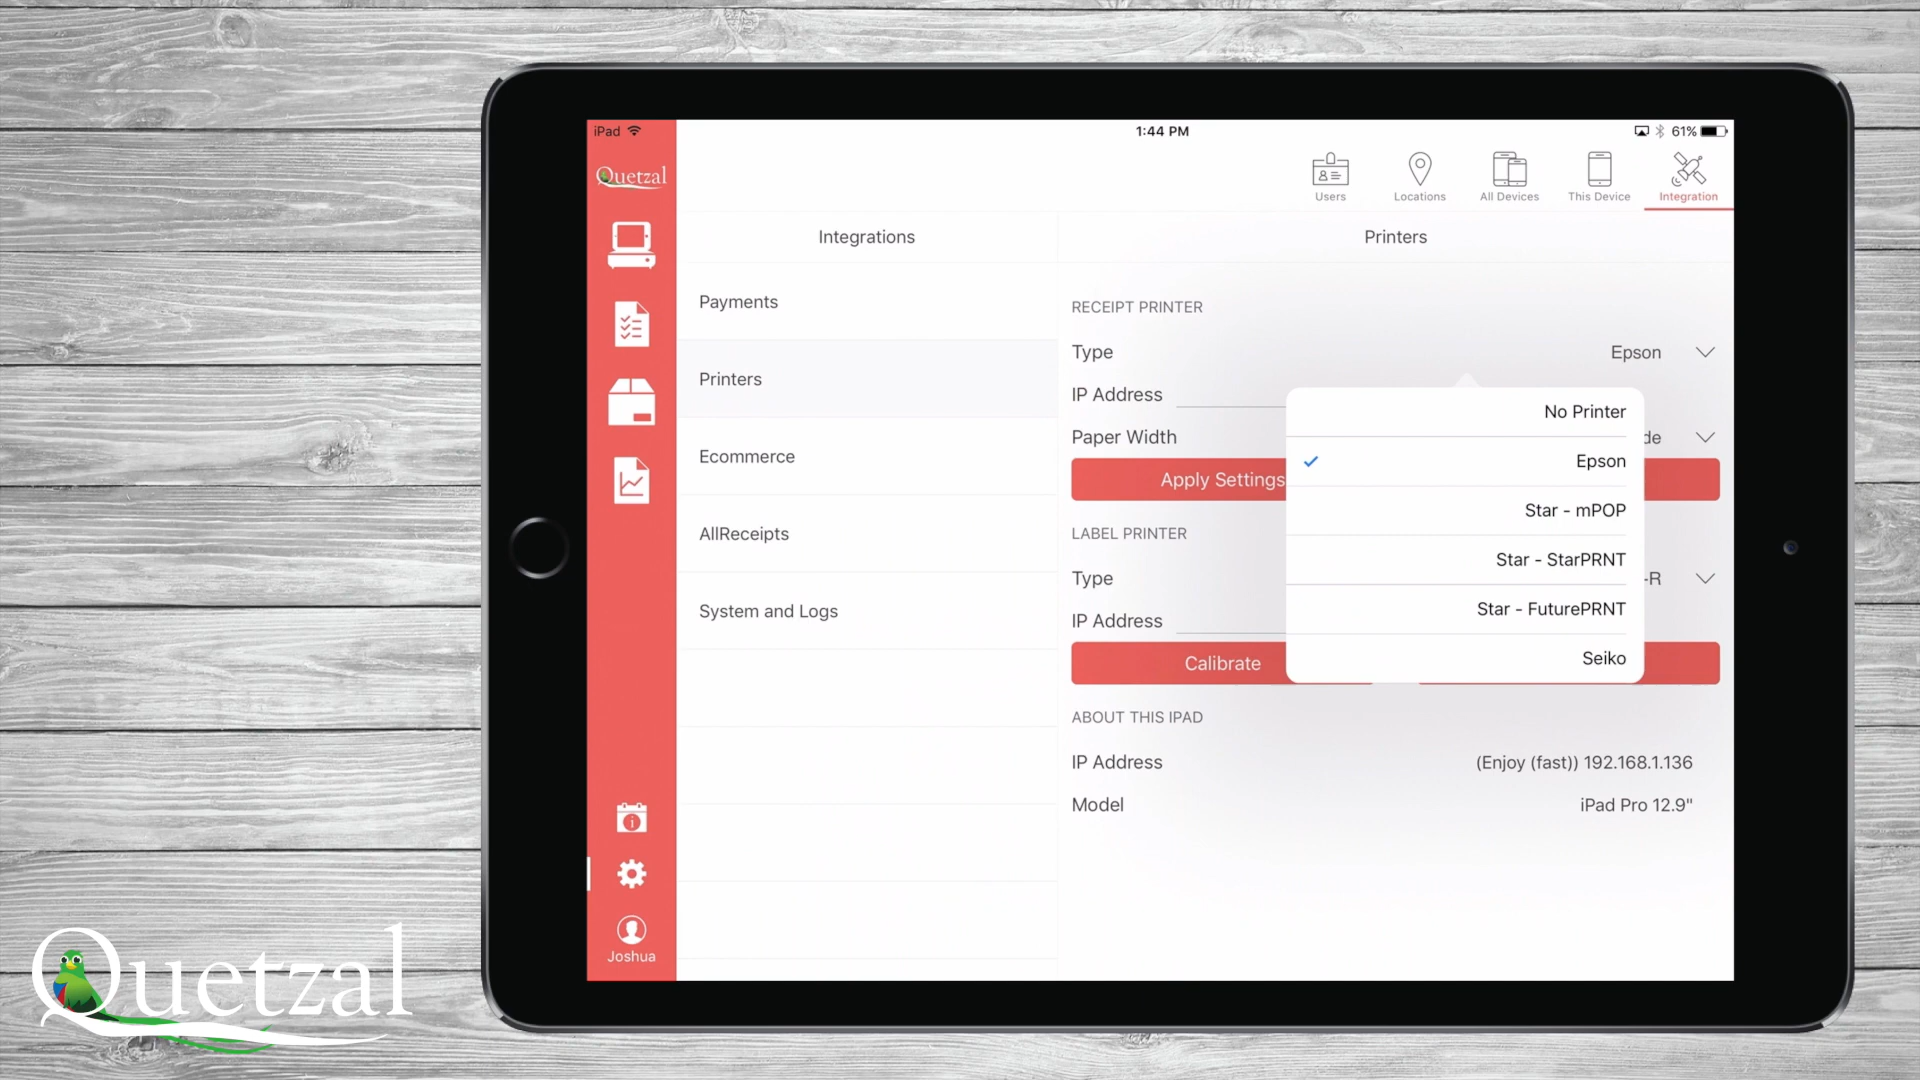 iPad
1:44 PM
61%
Quetzal
Users
Locations
All Devices
This Device
Integration
Integrations
Printers
Payments
Printers
Ecommerce
AllReceipts
System and Logs
RECEIPT PRINTER
Type
Epson
IP Address
Paper Width
de
Apply Settings
No Printer
Epson
Star - mPOP
Star - StarPRNT
Star - FuturePRNT
Seiko
LABEL PRINTER
Type
-R
IP Address
Calibrate
ABOUT THIS IPAD
IP Address
(Enjoy (fast)) 192.168.1.136
Model
iPad Pro 12.9"
Joshua
Quetzal